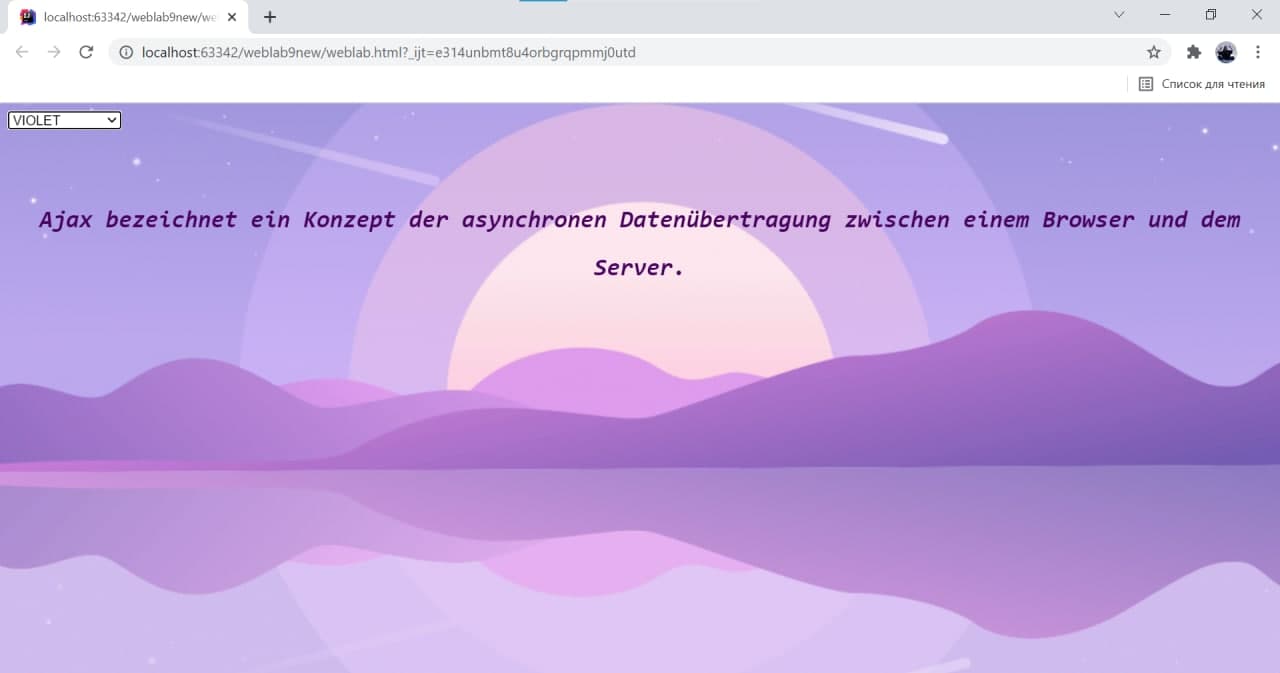 localhost:63342/weblab9new/we
localhost:63342/weblab9new/weblab.html?_ijt=e314unbmt8u4orbgrqpmmj0utd
Список для чтения
VIOLET
Ajax bezeichnet ein Konzept der asynchronen Datenübertragung zwischen einem Browser und dem
Server.